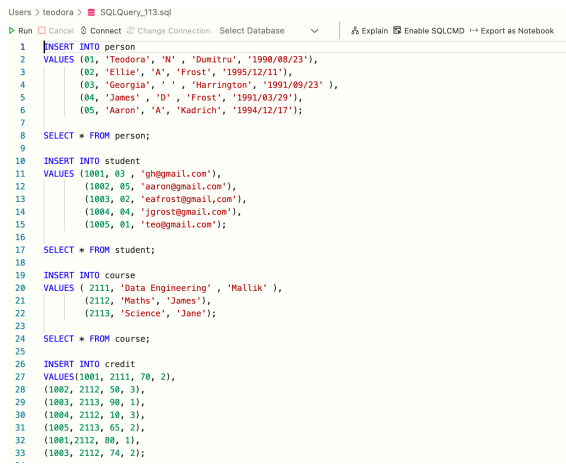 Users > teodora > SQLQuery_113.sql
Run Cancel Connect Change Connection Select Database Explain Enable SQLCMD Export as Notebook
1 INSERT INTO person
2 VALUES (01, 'Teodora', 'N' , 'Dumitru', '1990/08/23'),
3 (02, 'Ellie', 'A', 'Frost', '1995/12/11'),
4 (03, 'Georgia', ' ' , 'Harrington', '1991/09/23' ),
5 (04, 'James' , 'D' , 'Frost', '1991/03/29'),
6 (05, 'Aaron', 'A', 'Kadrich', '1994/12/17');
7
8 SELECT * FROM person;
9
10 INSERT INTO student
11 VALUES (1001, 03 , 'gh@gmail.com'),
12 (1002, 05, 'aaron@gmail.com'),
13 (1003, 02, 'eafrost@gmail,com'),
14 (1004, 04, 'jgrost@gmail.com'),
15 (1005, 01, 'teo@gmail.com');
16
17 SELECT * FROM student;
18
19 INSERT INTO course
20 VALUES ( 2111, 'Data Engineering' , 'Mallik' ),
21 (2112, 'Maths', 'James'),
22 (2113, 'Science', 'Jane');
23
24 SELECT * FROM course;
25
26 INSERT INTO credit
27 VALUES(1001, 2111, 70, 2),
28 (1002, 2112, 50, 3),
29 (1003, 2113, 90, 1),
30 (1004, 2112, 10, 3),
31 (1005, 2113, 65, 2),
32 (1001,2112, 80, 1),
33 (1003, 2112, 74, 2);